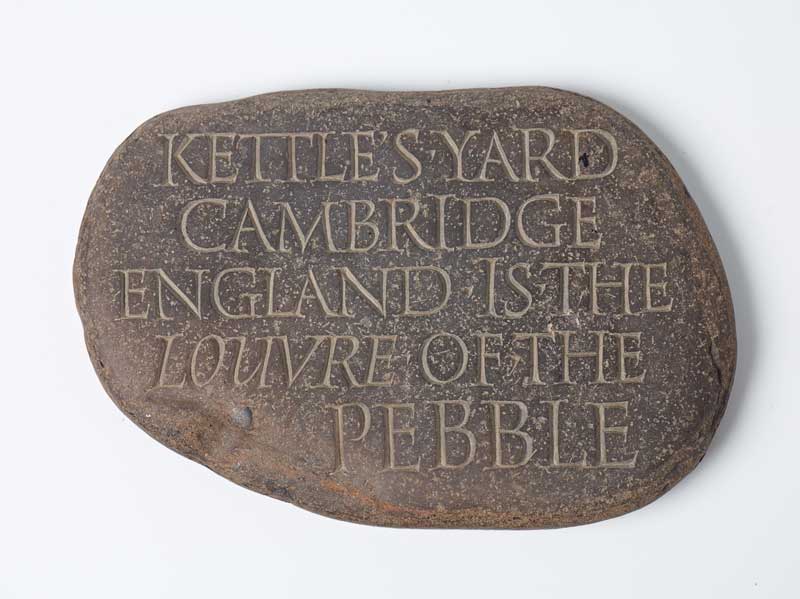 KETTLE'S·YARD
CAMBRIDGE
ENGLAND·IS·THE
LOUVRE·OF·THE
PEBBLE